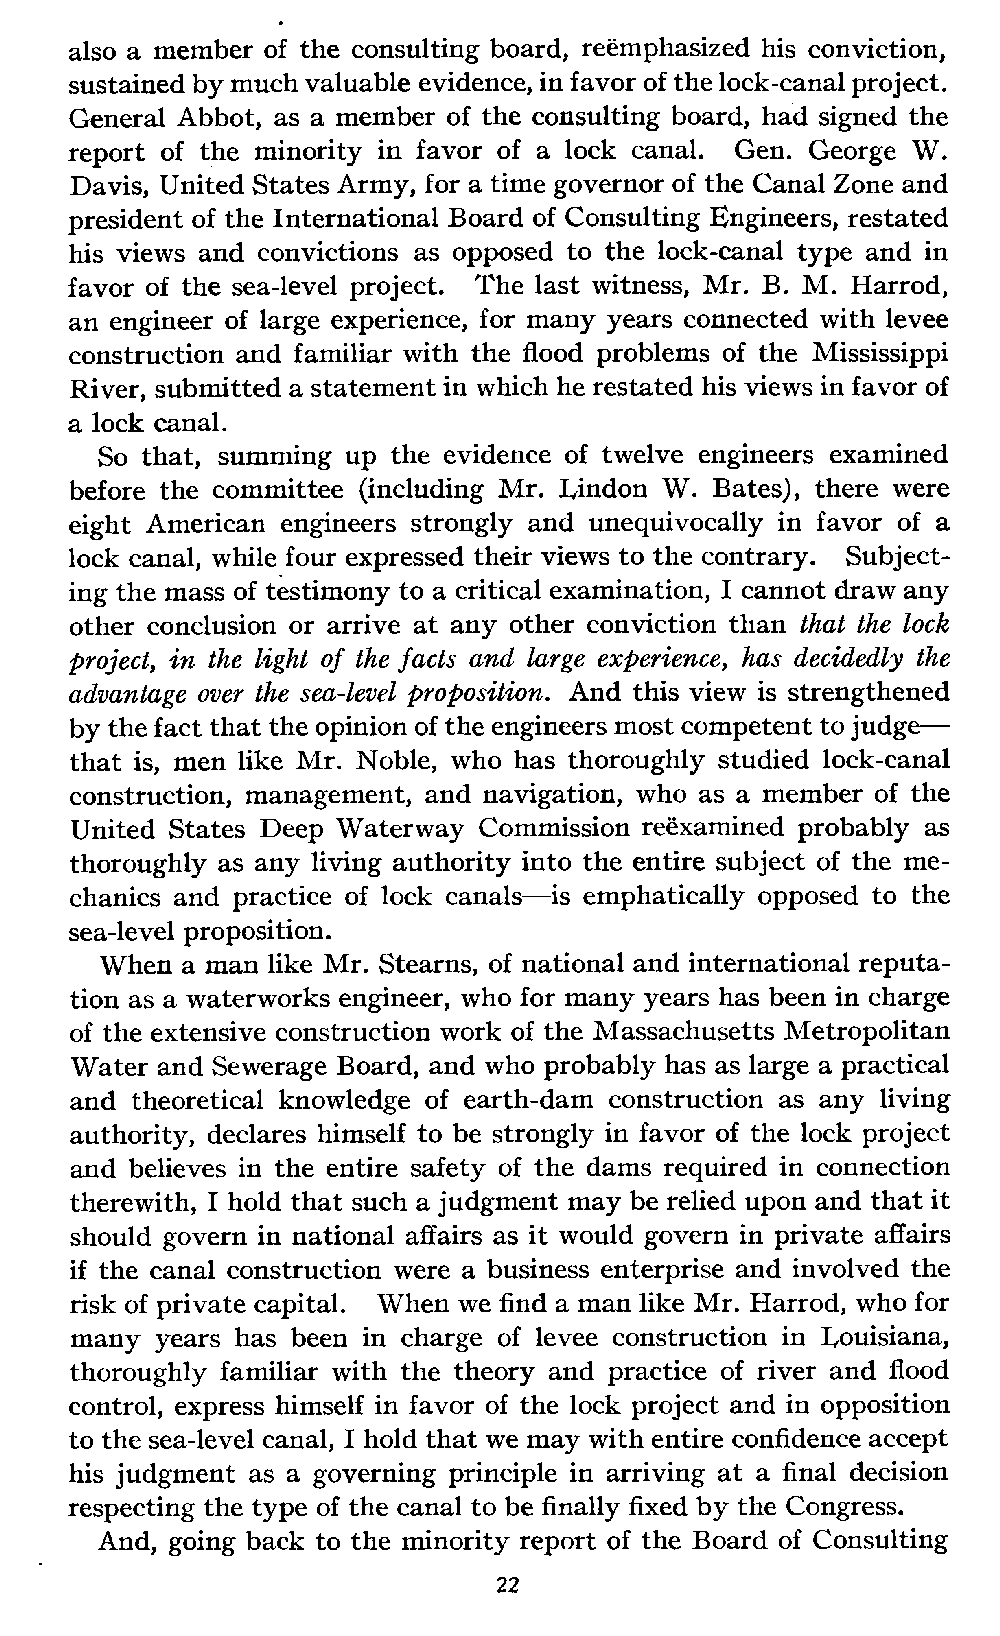 also a member of the consulting board, reëmphasized his conviction,
sustained by much valuable evidence, in favor of the lock-canal project.
General Abbot, as a member of the consulting board, had signed the
report of the minority in favor of a lock canal. Gen. George W.
Davis, United States Army, for a time governor of the Canal Zone and
president of the International Board of Consulting Engineers, restated
his views and convictions as opposed to the lock-canal type and in
favor of the sea-level project. The last witness, Mr. B. M. Harrod,
an engineer of large experience, for many years connected with levee
construction and familiar with the flood problems of the Mississippi
River, submitted a statement in which he restated his views in favor of
a lock canal.
So that, summing up the evidence of twelve engineers examined
before the committee (including Mr. Lindon W. Bates), there were
eight American engineers strongly and unequivocally in favor of a
lock canal, while four expressed their views to the contrary. Subject-
ing the mass of testimony to a critical examination, I cannot draw any
other conclusion or arrive at any other conviction than that the lock
project, in the light of the facts and large experience, has decidedly the
advantage over the sea-level proposition. And this view is strengthened
by the fact that the opinion of the engineers most competent to judge—
that is, men like Mr. Noble, who has thoroughly studied lock-canal
construction, management, and navigation, who as a member of the
United States Deep Waterway Commission reëxamined probably as
thoroughly as any living authority into the entire subject of the me-
chanics and practice of lock canals—is emphatically opposed to the
sea-level proposition.
When a man like Mr. Stearns, of national and international reputa-
tion as a waterworks engineer, who for many years has been in charge
of the extensive construction work of the Massachusetts Metropolitan
Water and Sewerage Board, and who probably has as large a practical
and theoretical knowledge of earth-dam construction as any living
authority, declares himself to be strongly in favor of the lock project
and believes in the entire safety of the dams required in connection
therewith, I hold that such a judgment may be relied upon and that it
should govern in national affairs as it would govern in private affairs
if the canal construction were a business enterprise and involved the
risk of private capital. When we find a man like Mr. Harrod, who for
many years has been in charge of levee construction in Louisiana,
thoroughly familiar with the theory and practice of river and flood
control, express himself in favor of the lock project and in opposition
to the sea-level canal, I hold that we may with entire confidence accept
his judgment as a governing principle in arriving at a final decision
respecting the type of the canal to be finally fixed by the Congress.
And, going back to the minority report of the Board of Consulting
22